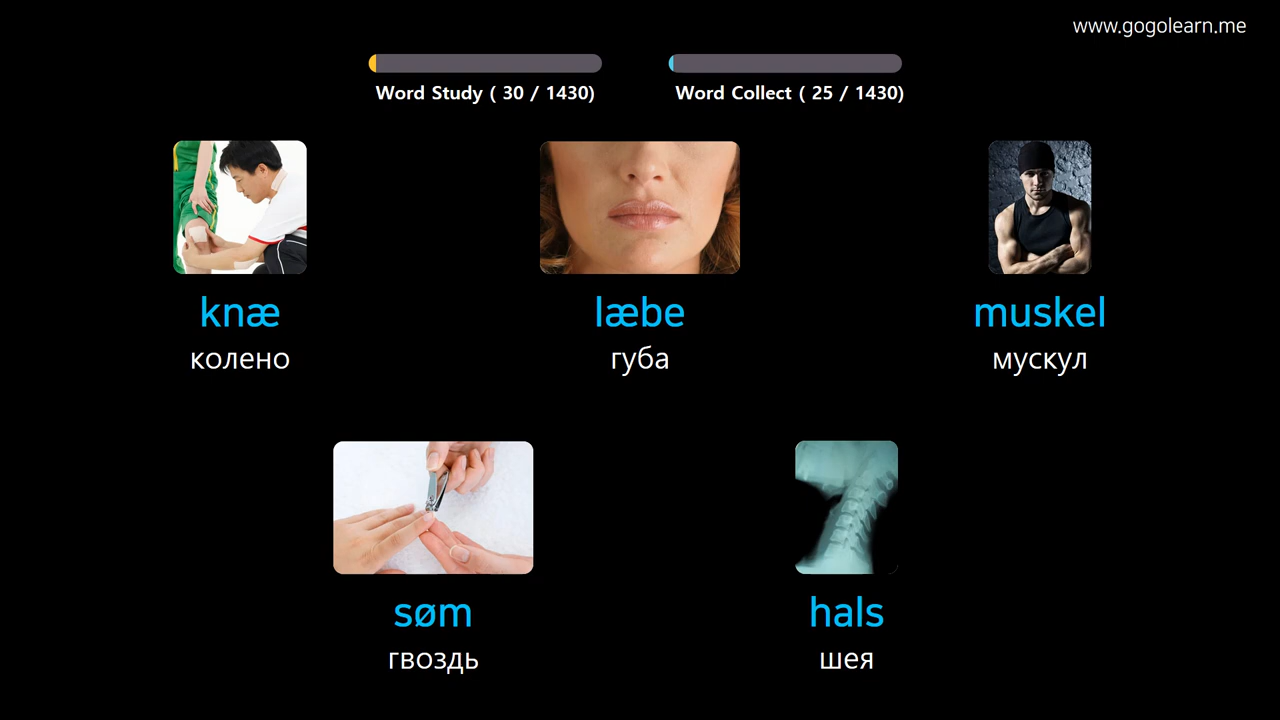 www.gogolearn.me
Word Study ( 30 / 1430)
Word Collect ( 25 / 1430)
knæ
колено
læbe
губа
muskel
мускул
søm
гвоздь
hals
шея